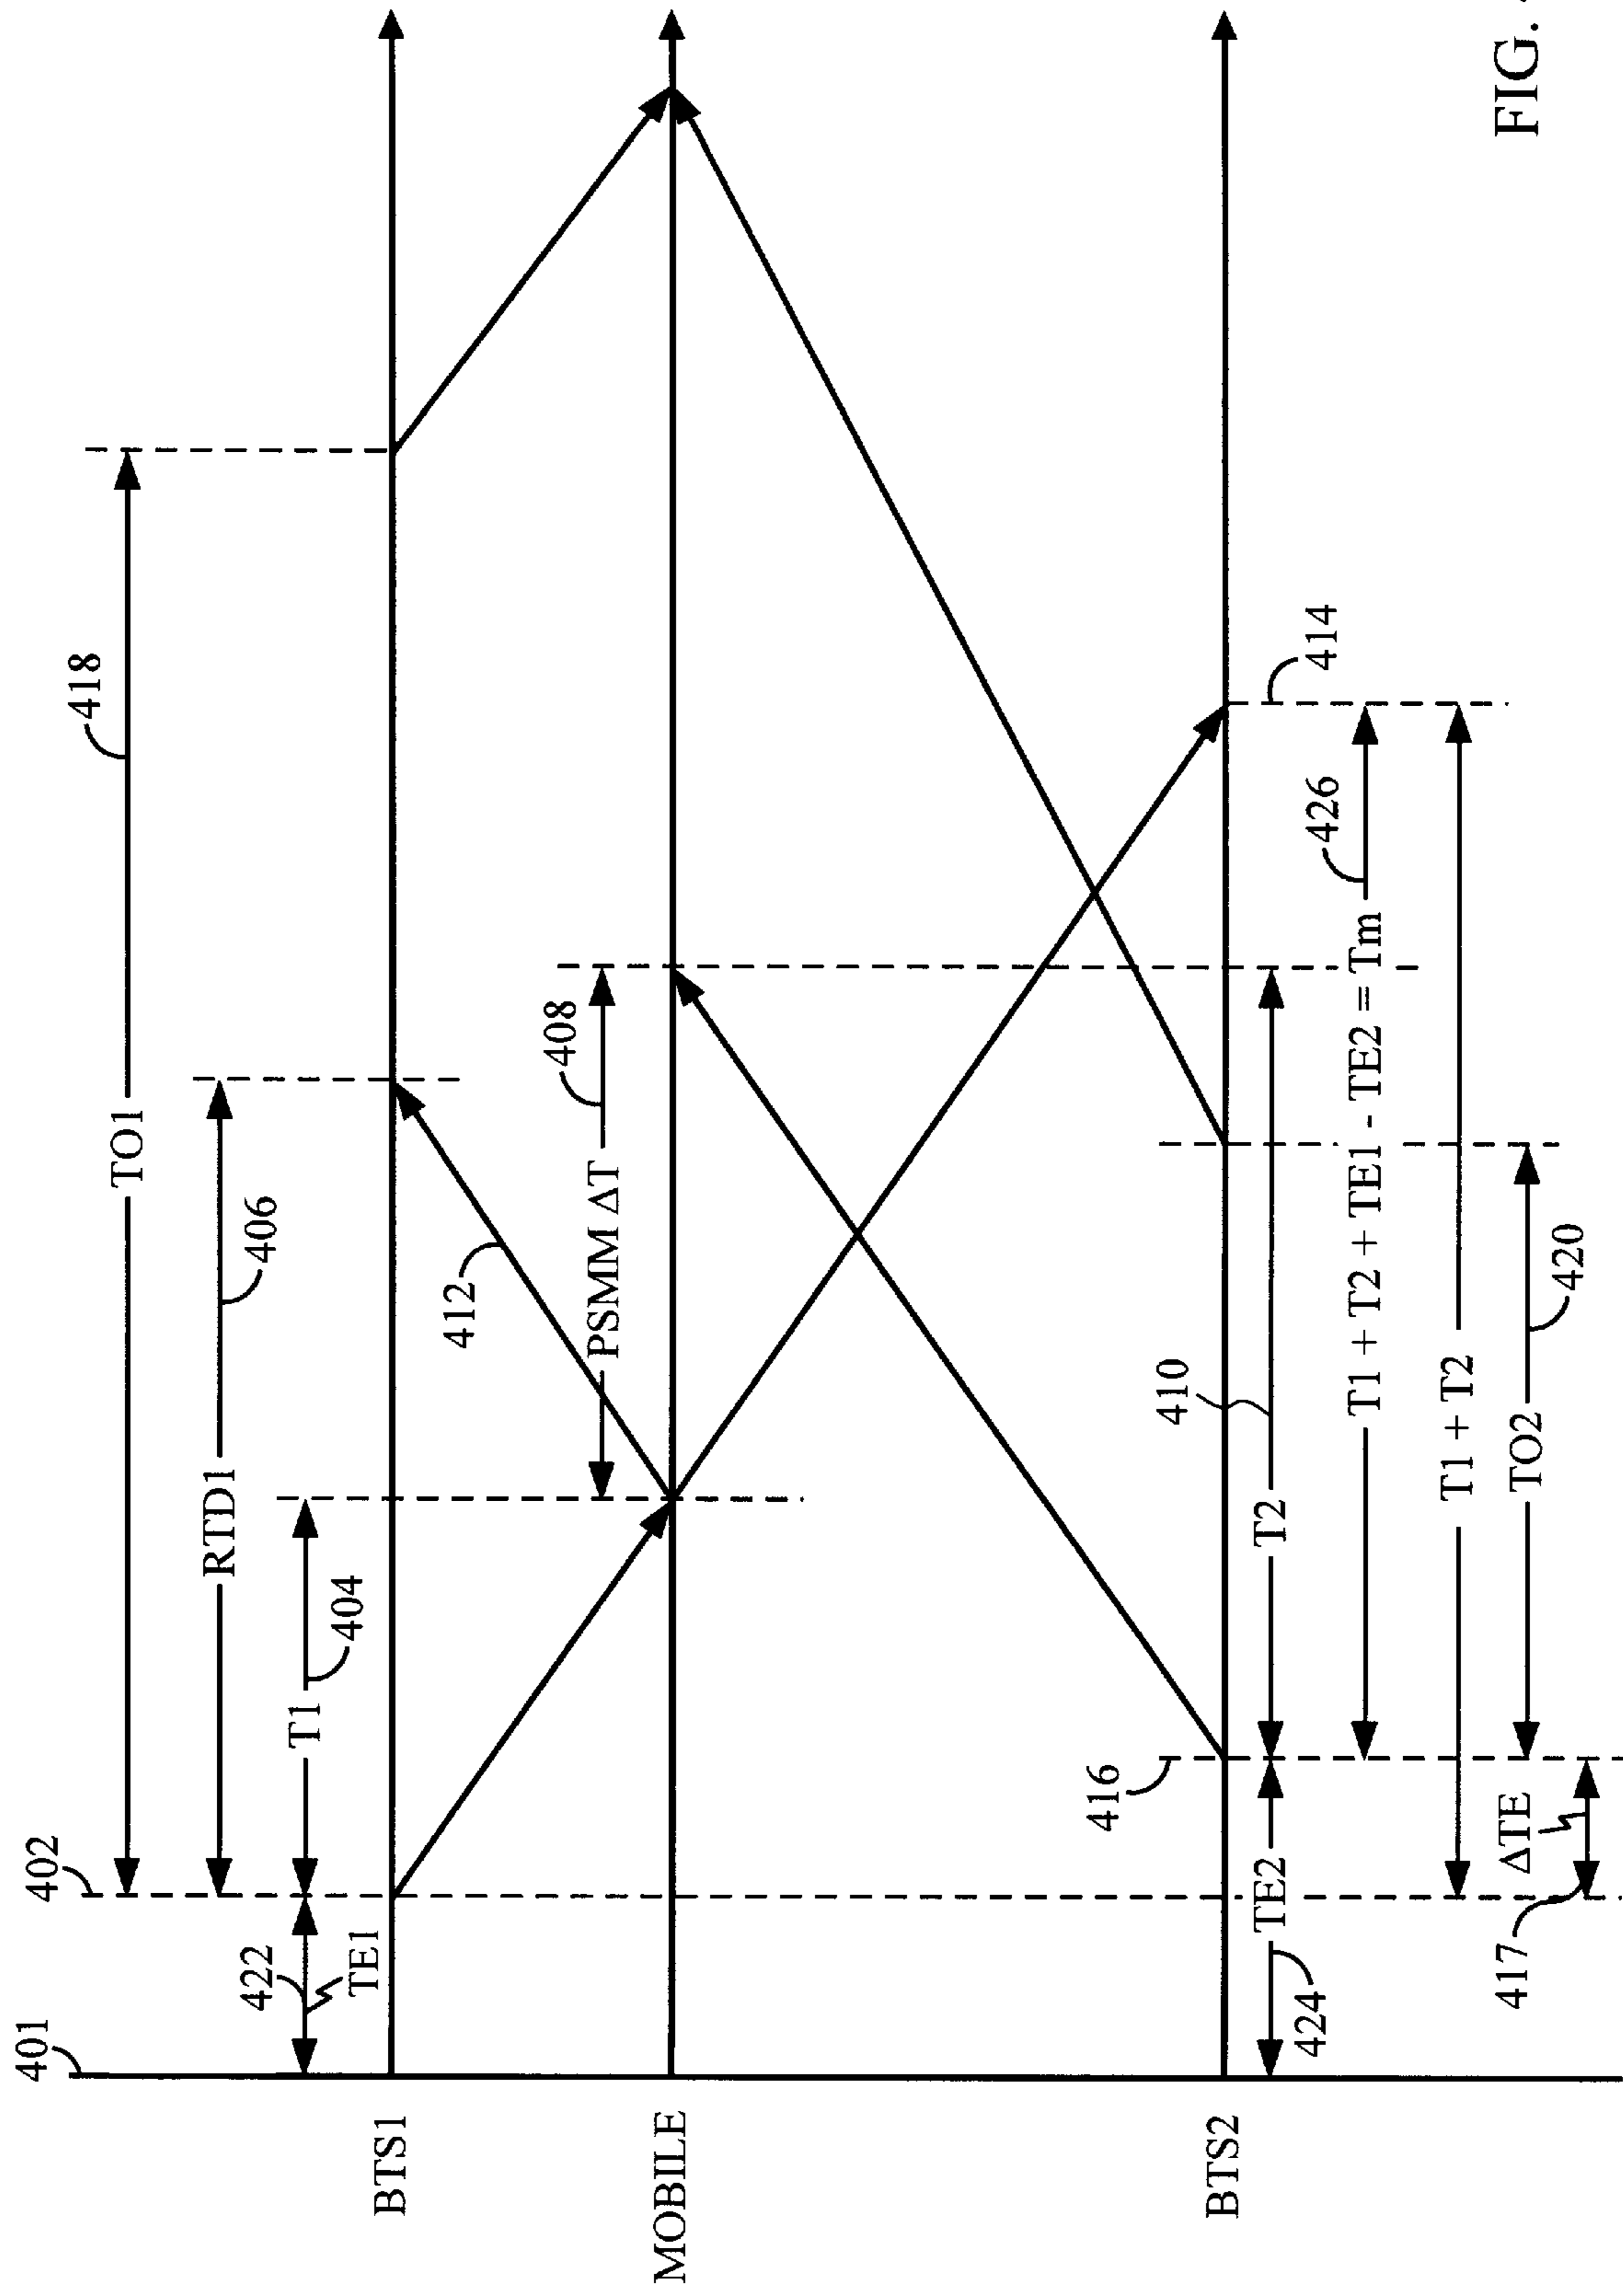 418
TO1
402
RTD1
406
401
422
TE1
T1
404
BTS1
412
408
PSMM ΔT
MOBILE
BTS2
416
410
414
424
TE2
T2
426
T1 + T2 + TE1 - TE2 = Tm
T1 + T2
417
ΔTE
TO2
420
FIG.